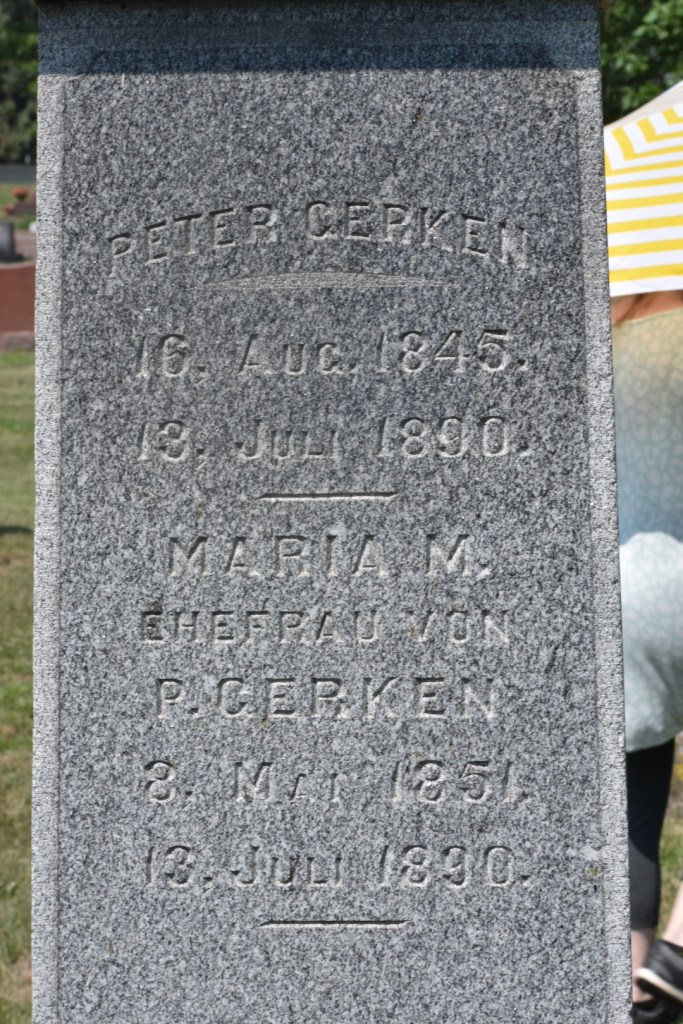 PETER GERKEN
16. AUG. 1845.
13. JULI 1890.
MARIA M.
EHEFRAU VON
P. GERKEN
8. MAI 1851.
13. JULI 1890.